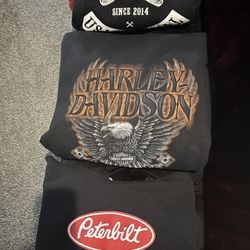 SINCE 2014
HARLEY
DAVIDSON
Peterbilt